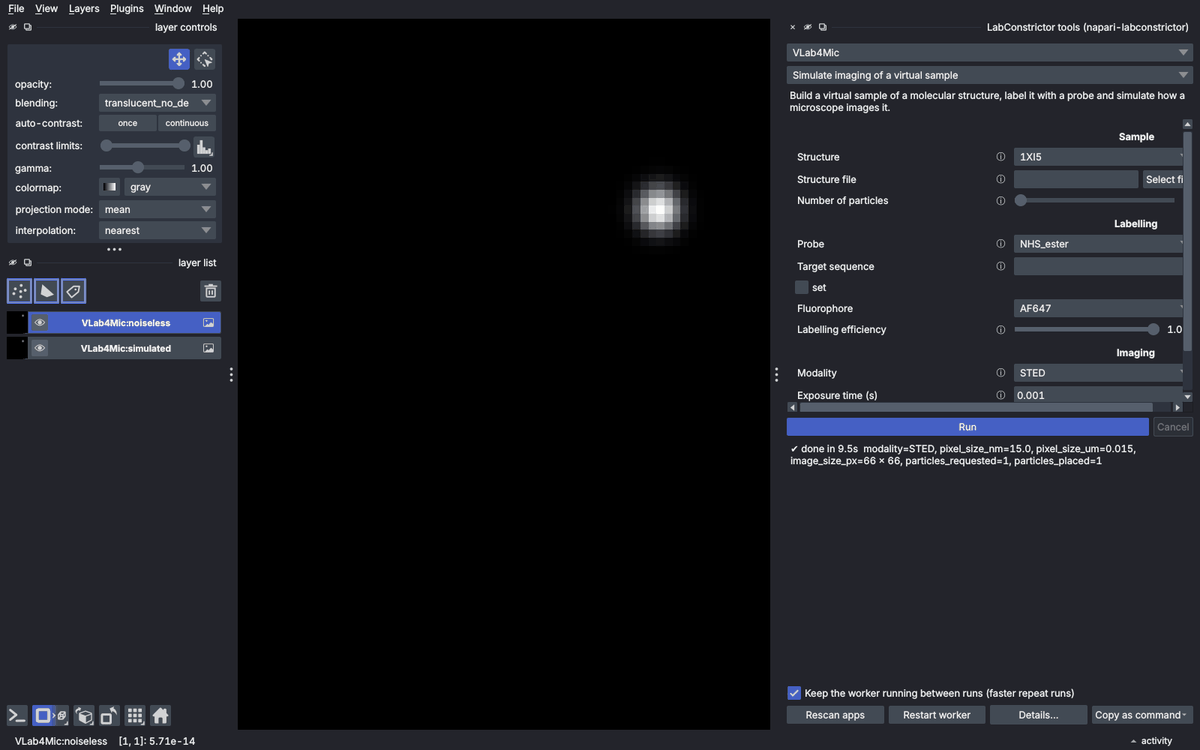 File View Layers Plugins Window Help
layer controls
opacity: 1.00
blending: translucent_no_de
auto-contrast: once continuous
contrast limits:
gamma: 1.00
colormap: gray
projection mode: mean
interpolation: nearest
layer list
VLab4Mic:noiseless
VLab4Mic:simulated
VLab4Mic:noiseless [1, 1]: 5.71e-14
LabConstrictor tools (napari-labconstrictor)
VLab4Mic
Simulate imaging of a virtual sample
Build a virtual sample of a molecular structure, label it with a probe and simulate how a
microscope images it.
Sample
Structure 1XI5
Structure file Select fi
Number of particles
Labelling
Probe NHS_ester
Target sequence
set
Fluorophore AF647
Labelling efficiency 1.0
Imaging
Modality STED
Exposure time (s) 0.001
Run Cancel
✔ done in 9.5s modality=STED, pixel_size_nm=15.0, pixel_size_um=0.015,
image_size_px=66 × 66, particles_requested=1, particles_placed=1
Keep the worker running between runs (faster repeat runs)
Rescan apps Restart worker Details... Copy as command
activity